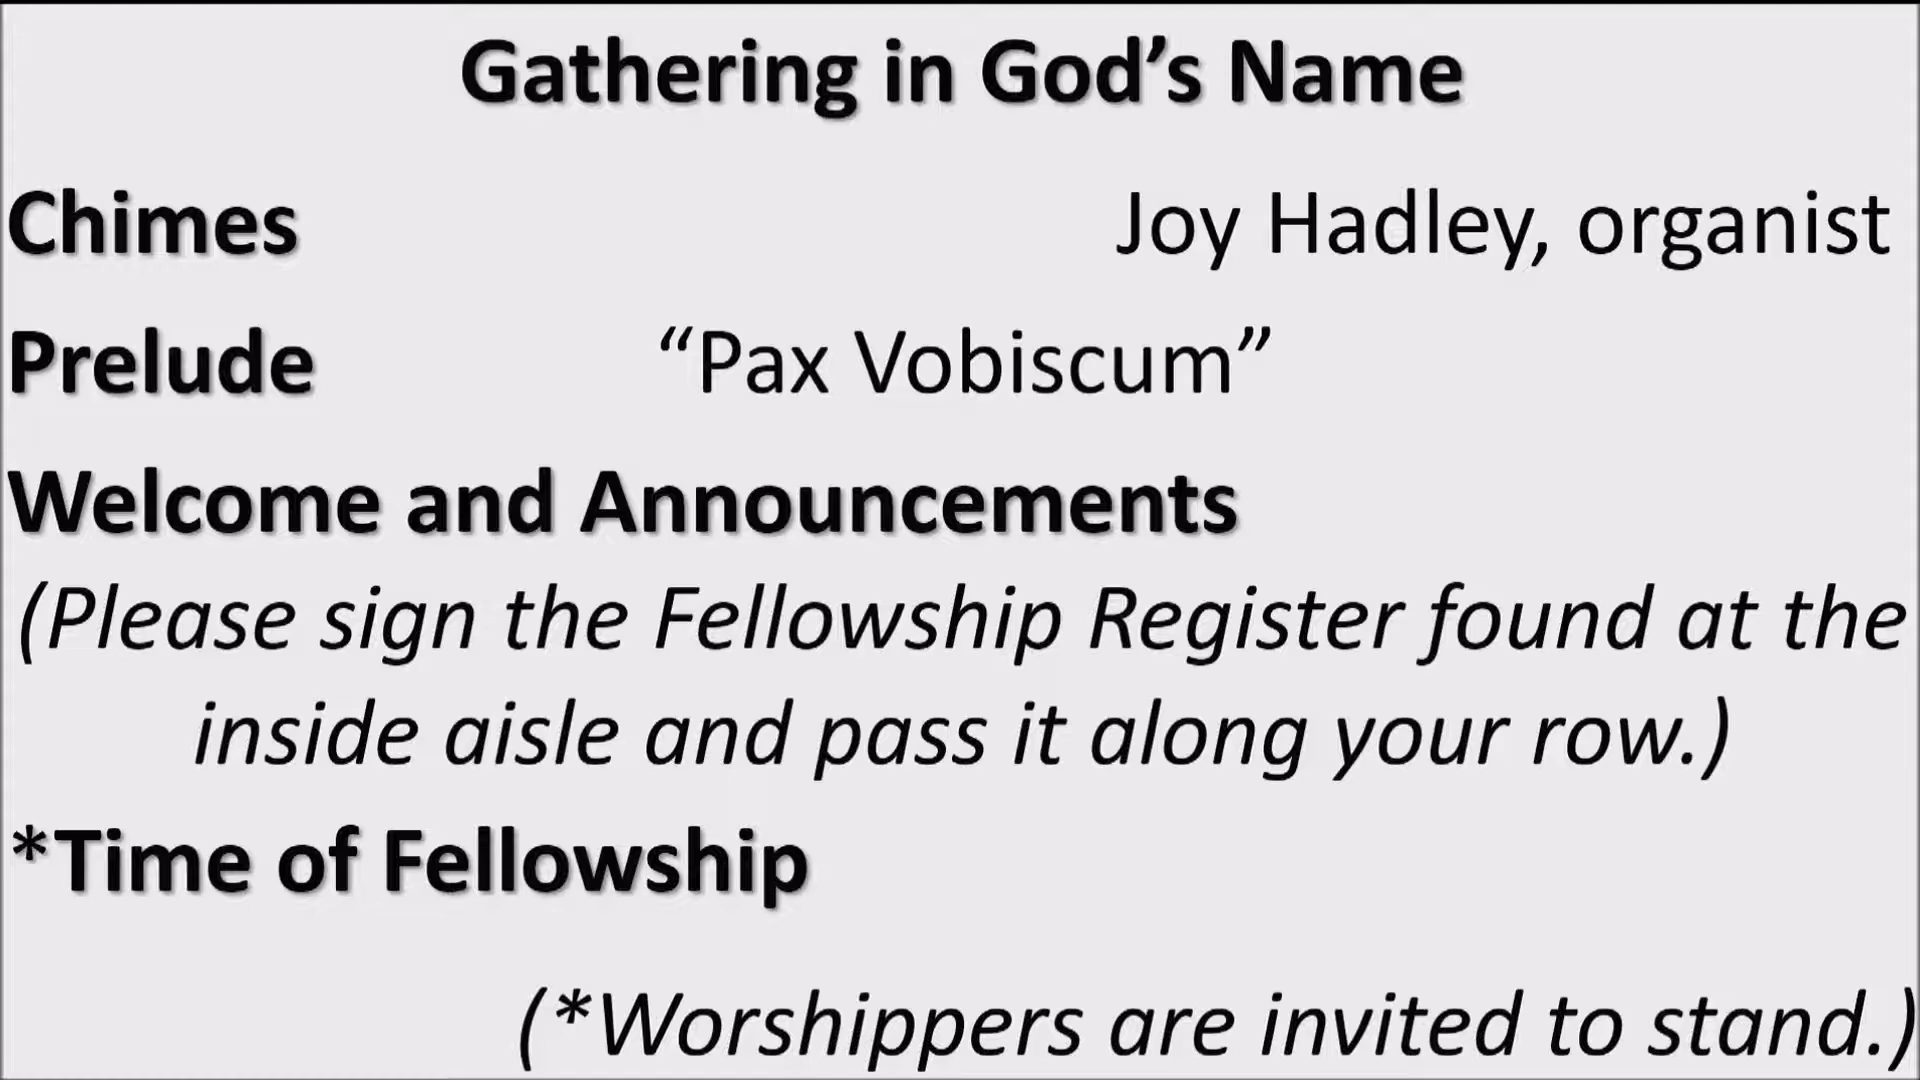 Gathering in God’s Name
Chimes Joy Hadley, organist
Prelude “Pax Vobiscum”
Welcome and Announcements
(Please sign the Fellowship Register found at the
inside aisle and pass it along your row.)
*Time of Fellowship
(*Worshippers are invited to stand.)